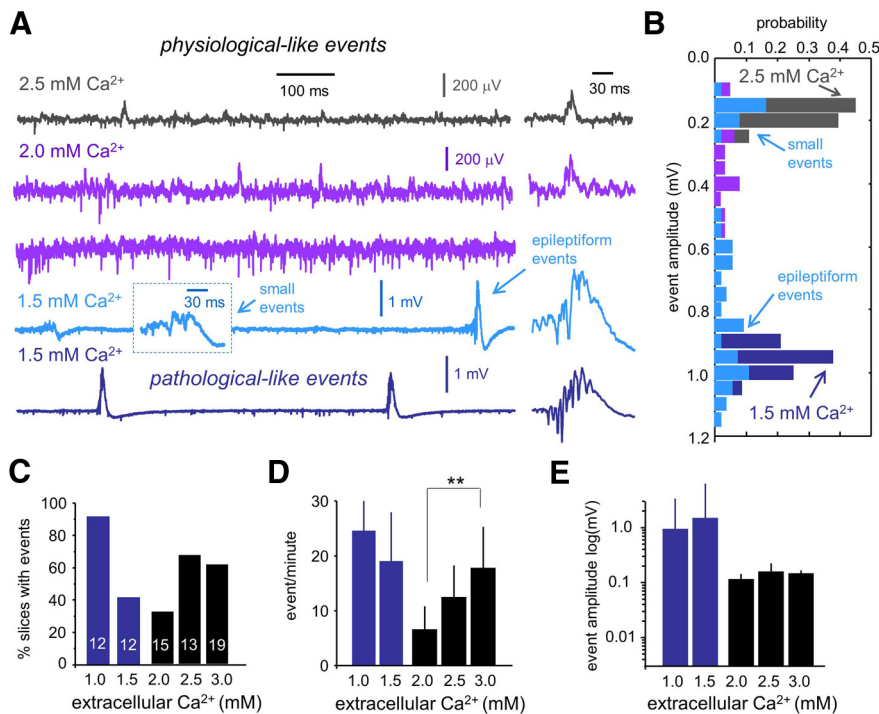 A
physiological-like events
2.5 mM Ca²⁺
100 ms
200 μV
30 ms
2.0 mM Ca²⁺
200 μV
epileptiform
events
1.5 mM Ca²⁺
30 ms
small
events
1 mV
1.5 mM Ca²⁺
pathological-like events
1 mV
B
probability
0.0 0.1 0.2 0.3 0.4 0.5
0.2
0.4
0.6
0.8
1.0
1.2
event amplitude (mV)
2.5 mM Ca²⁺
small
events
epileptiform
events
1.5 mM Ca²⁺
C
% slices with events
100
80
60
40
20
0
12 12 15 13 19
1.0 1.5 2.0 2.5 3.0
extracellular Ca²⁺ (mM)
D
event/minute
30
20
10
0
**
1.0 1.5 2.0 2.5 3.0
extracellular Ca²⁺ (mM)
E
event amplitude log(mV)
1.0
0.1
0.01
1.0 1.5 2.0 2.5 3.0
extracellular Ca²⁺ (mM)